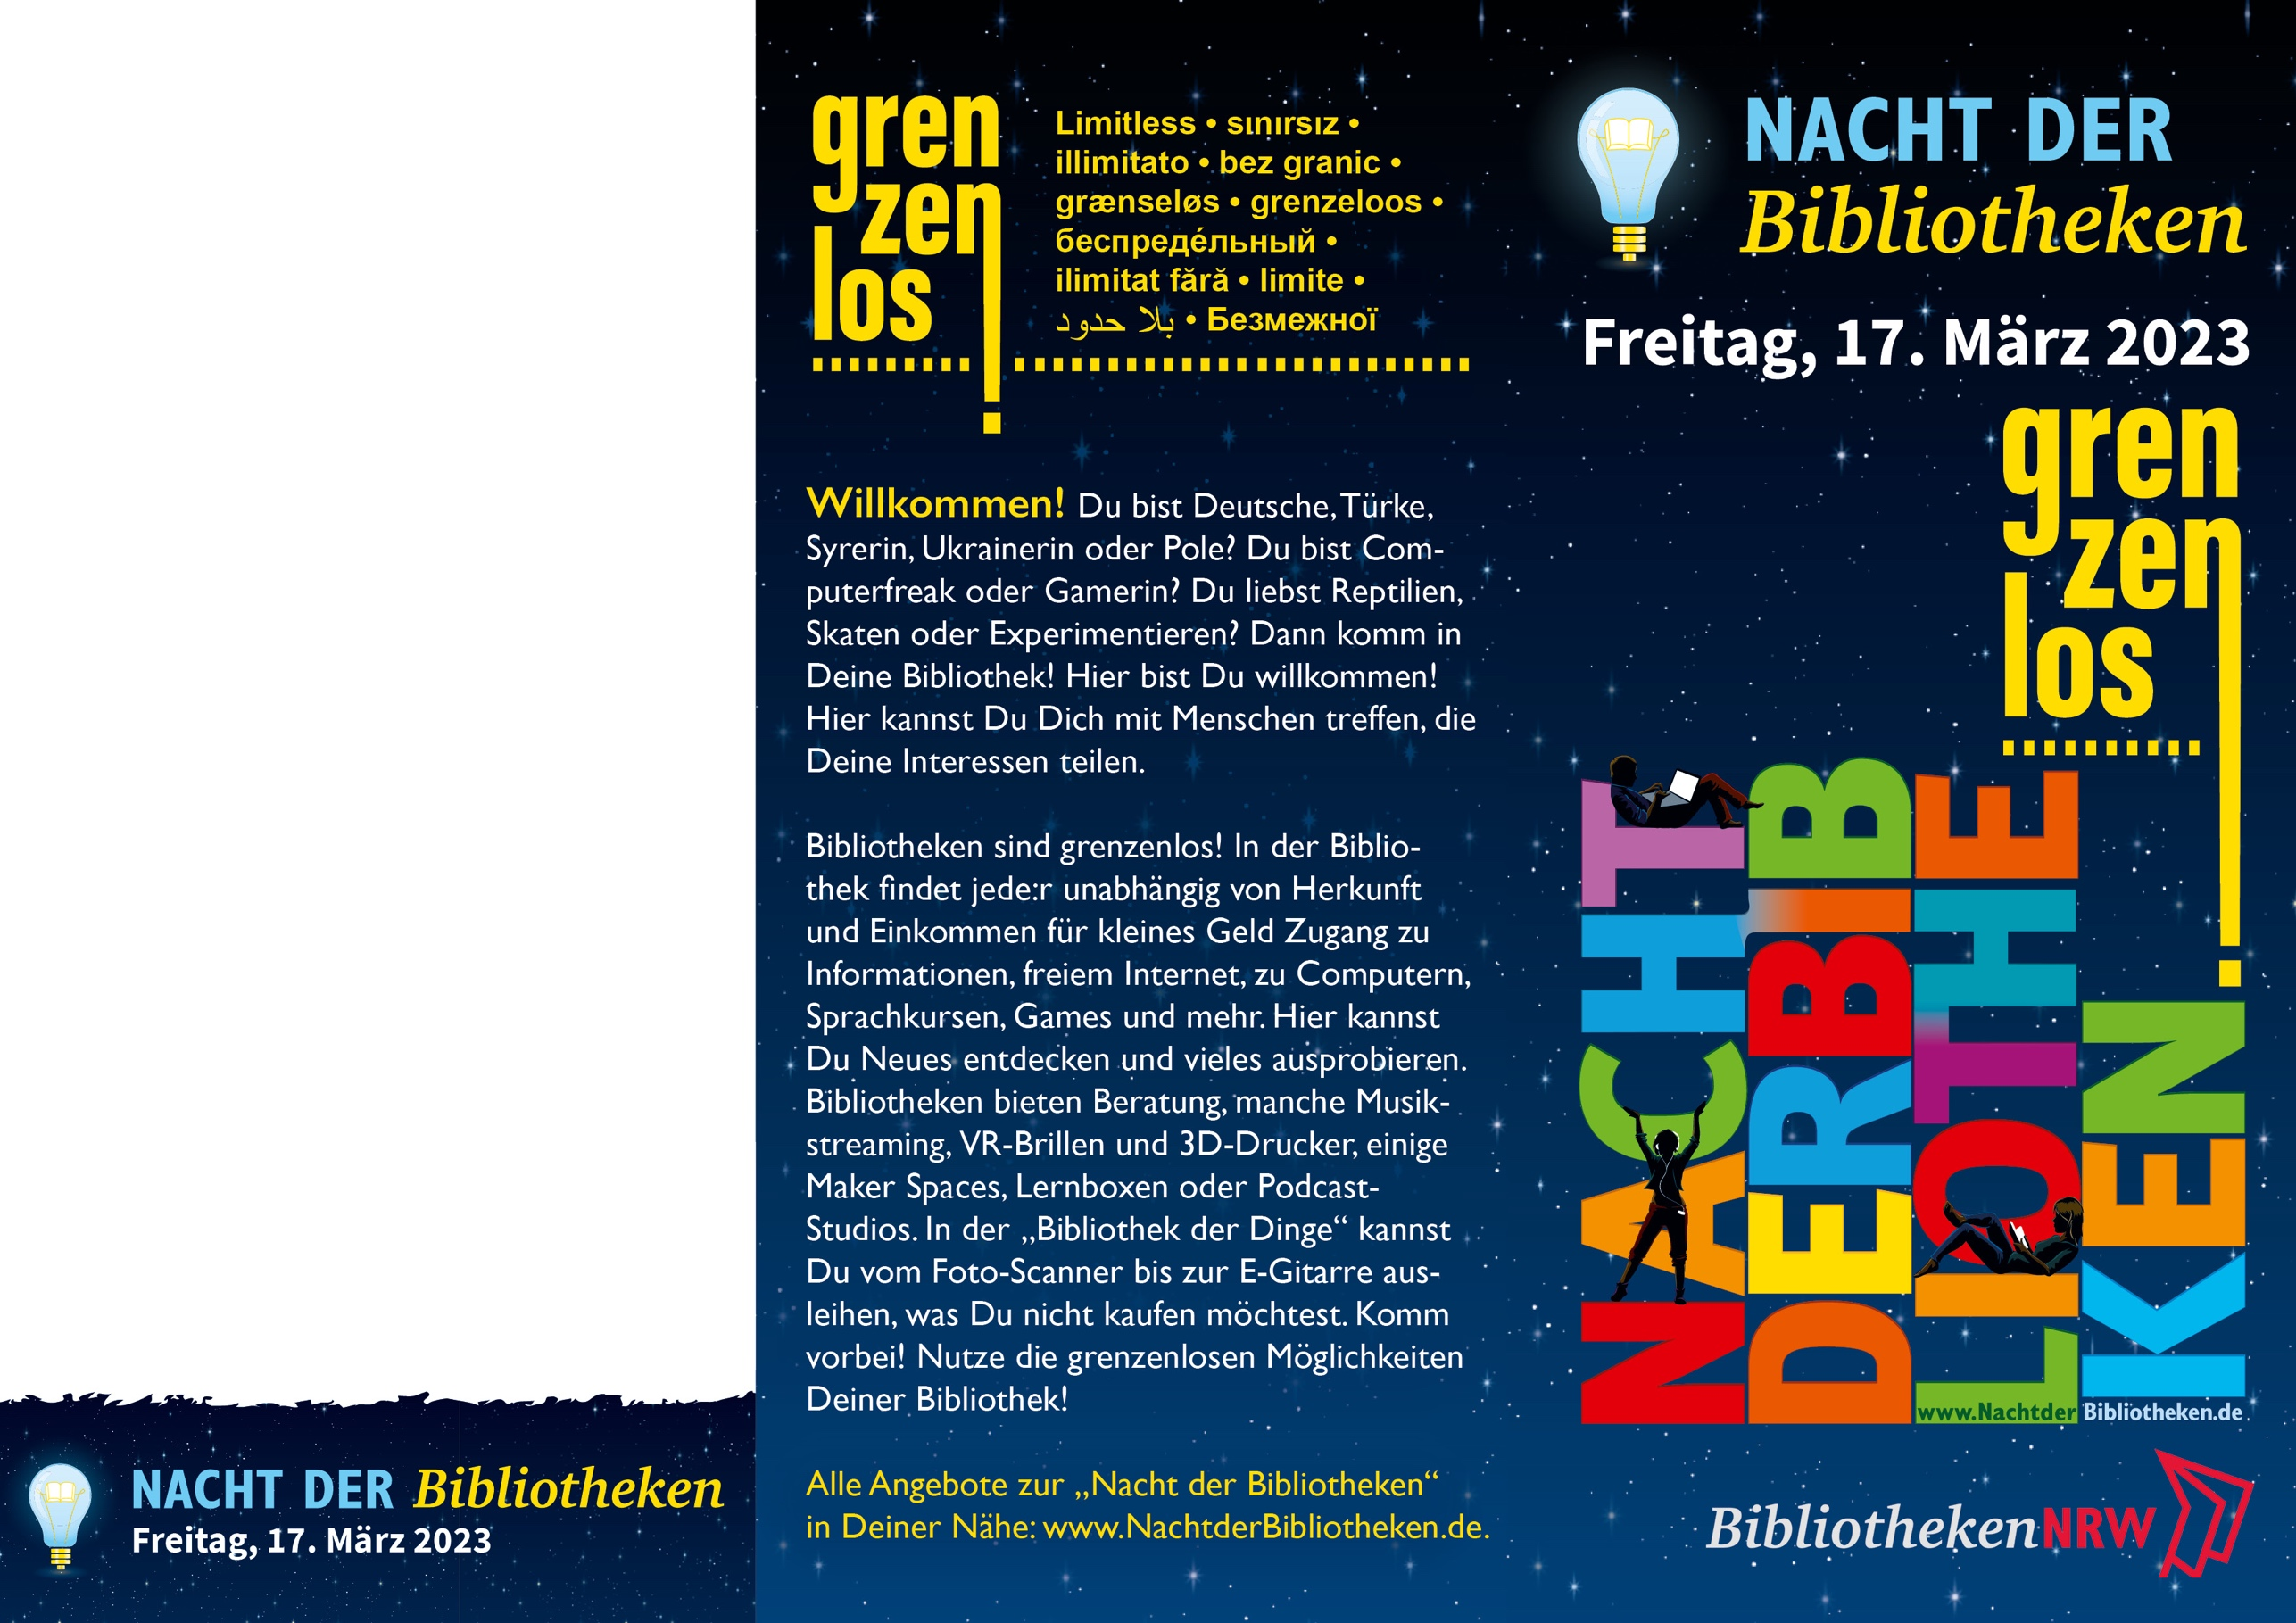 NACHT DER Bibliotheken
Freitag, 17. März 2023
gren
zen
los!
Limitless • sınırsız •
illimitato • bez granic •
grænseløs • grenzeloos •
беспреде́льный •
ilimitat fără • limite •
بلا حدود • Безмежної
Willkommen! Du bist Deutsche, Türke,
Syrerin, Ukrainerin oder Pole? Du bist Com-
puterfreak oder Gamerin? Du liebst Reptilien,
Skaten oder Experimentieren? Dann komm in
Deine Bibliothek! Hier bist Du willkommen!
Hier kannst Du Dich mit Menschen treffen, die
Deine Interessen teilen.
Bibliotheken sind grenzenlos! In der Biblio-
thek findet jede:r unabhängig von Herkunft
und Einkommen für kleines Geld Zugang zu
Informationen, freiem Internet, zu Computern,
Sprachkursen, Games und mehr. Hier kannst
Du Neues entdecken und vieles ausprobieren.
Bibliotheken bieten Beratung, manche Musik-
streaming, VR-Brillen und 3D-Drucker, einige
Maker Spaces, Lernboxen oder Podcast-
Studios. In der „Bibliothek der Dinge“ kannst
Du vom Foto-Scanner bis zur E-Gitarre aus-
leihen, was Du nicht kaufen möchtest. Komm
vorbei! Nutze die grenzenlosen Möglichkeiten
Deiner Bibliothek!
Alle Angebote zur „Nacht der Bibliotheken“
in Deiner Nähe: www.NachtderBibliotheken.de.
NACHT DER
Bibliotheken
Freitag, 17. März 2023
gren
zen
los!
NACHT
DERBIB
LIOTHE
KEN
www.NachtderBibliotheken.de
BibliothekenNRW